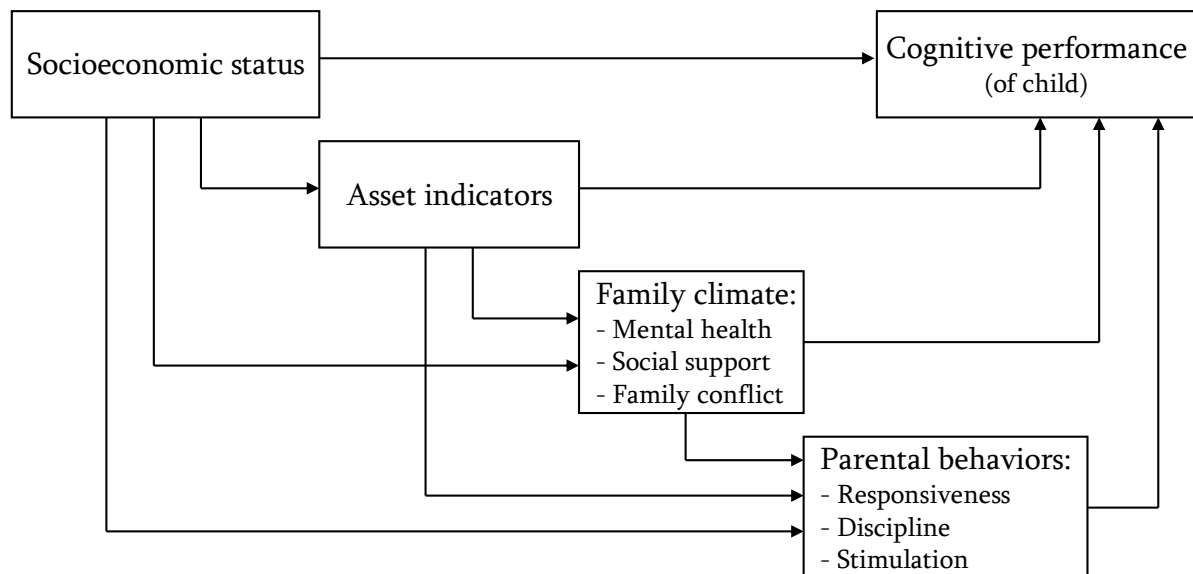 Socioeconomic status
Cognitive performance
(of child)
Asset indicators
Family climate:
- Mental health
- Social support
- Family conflict
Parental behaviors:
- Responsiveness
- Discipline
- Stimulation